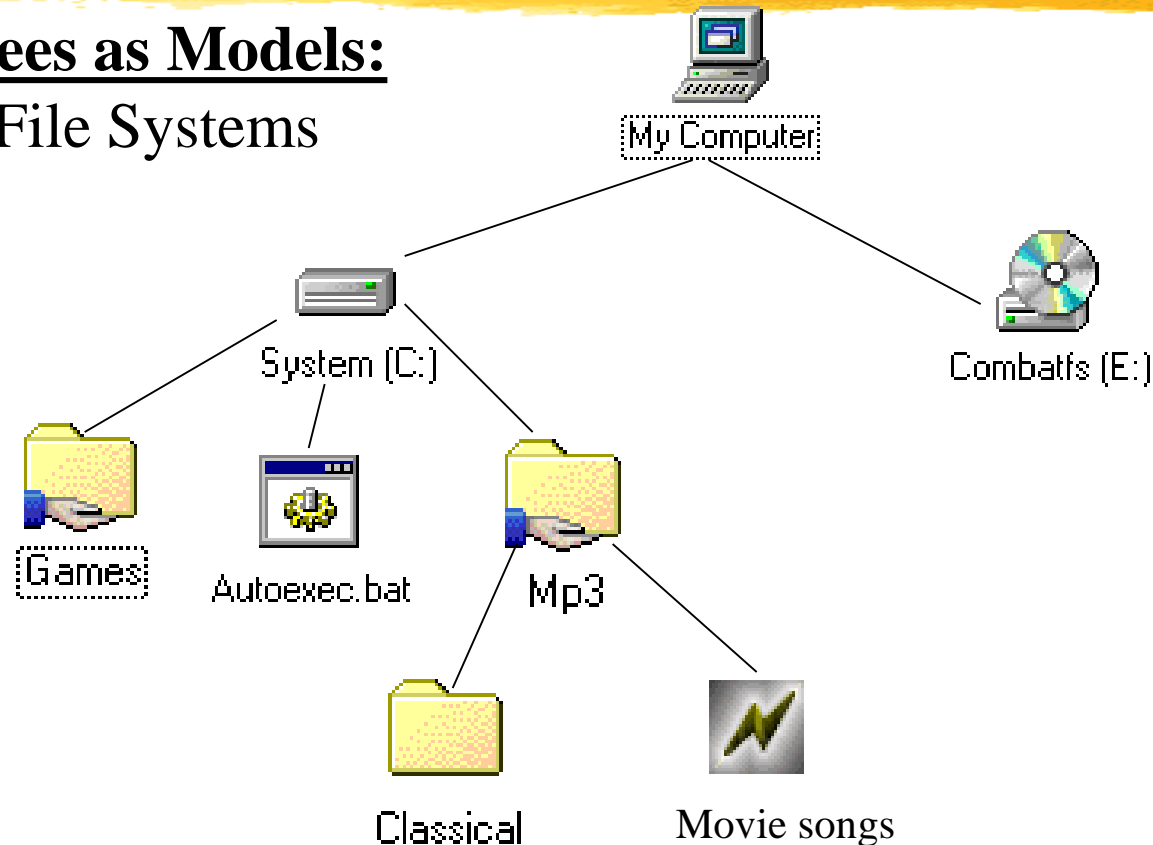 ees as Models:
File Systems
My Computer
System (C:)
Combatfs (E:)
Games
Autoexec.bat
Mp3
Classical
Movie songs